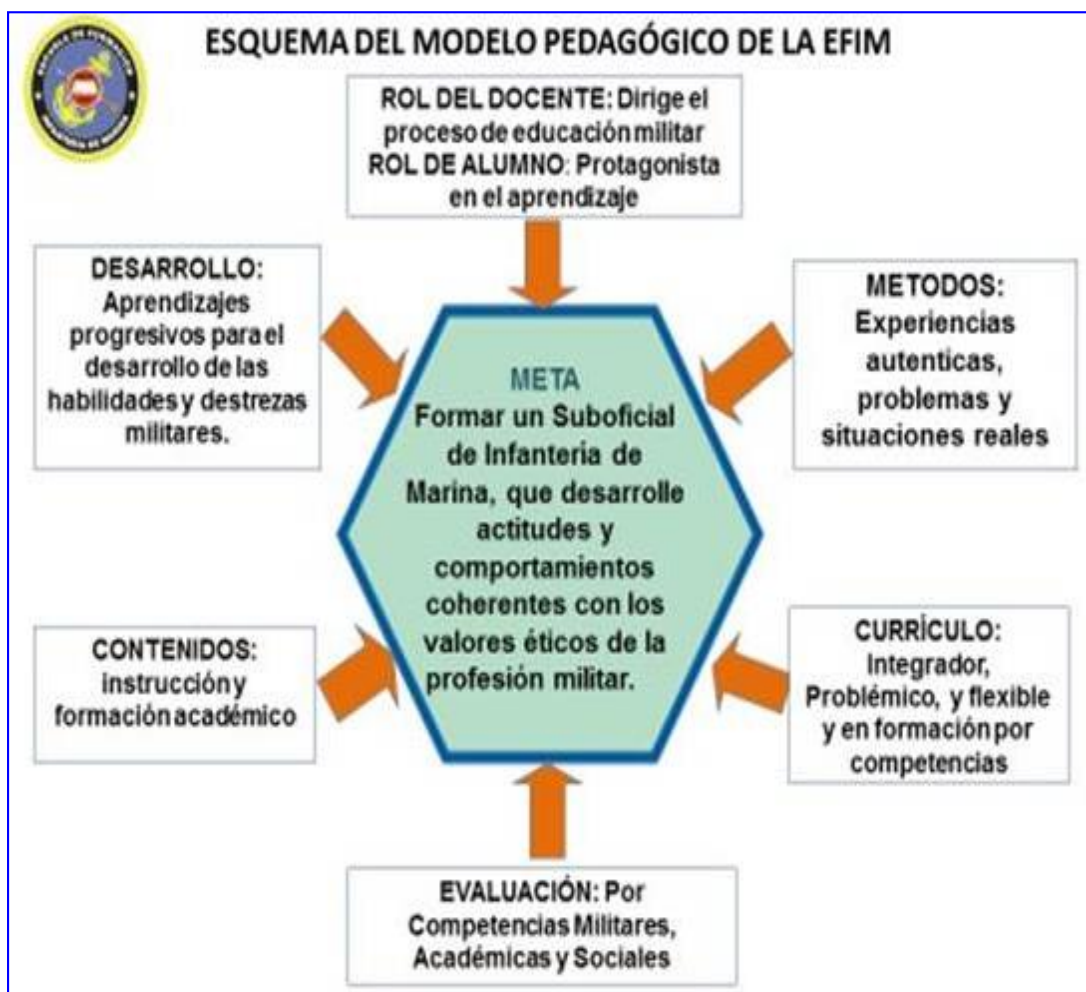 ESQUEMA DEL MODELO PEDAGÓGICO DE LA EFIM
ROL DEL DOCENTE: Dirige el
proceso de educación militar
ROL DE ALUMNO: Protagonista
en el aprendizaje
DESARROLLO:
Aprendizajes
progresivos para el
desarrollo de las
habilidades y destrezas
militares.
METODOS:
Experiencias
autenticas,
problemas y
situaciones reales
META
Formar un Suboficial
de Infanteria de
Marina, que desarrolle
actitudes y
comportamientos
coherentes con los
valores éticos de la
profesión militar.
CONTENIDOS:
instrucción y
formación académico
CURRÍCULO:
Integrador,
Problémico, y flexible
y en formación por
competencias
EVALUACIÓN: Por
Competencias Militares,
Académicas y Sociales